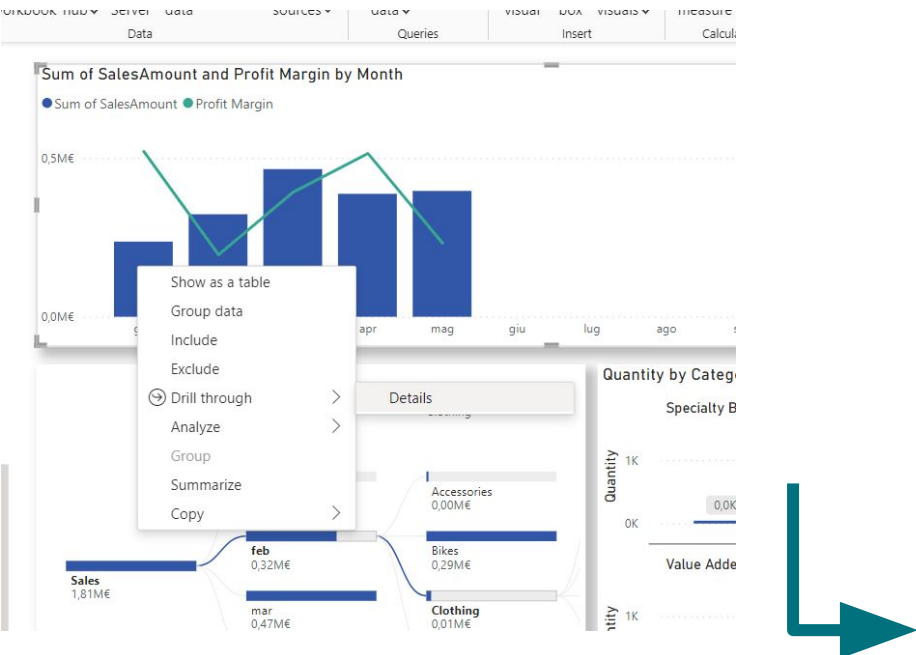 Server data sources data visual box visuals measure
Data Queries Insert
Sum of SalesAmount and Profit Margin by Month
Sum of SalesAmount Profit Margin
0,5M€
0,0M€
apr mag giu lug ago
Show as a table
Group data
Include
Exclude
Drill through
Analyze
Group
Summarize
Copy
Details
Clothing
Accessories
0,00M€
feb
0,32M€
Bikes
0,29M€
Sales
1,81M€
mar
0,47M€
Clothing
0,01M€
Quantity by
Specialty B
Quantity
1K
0,0K
0K
Value Adde
1K